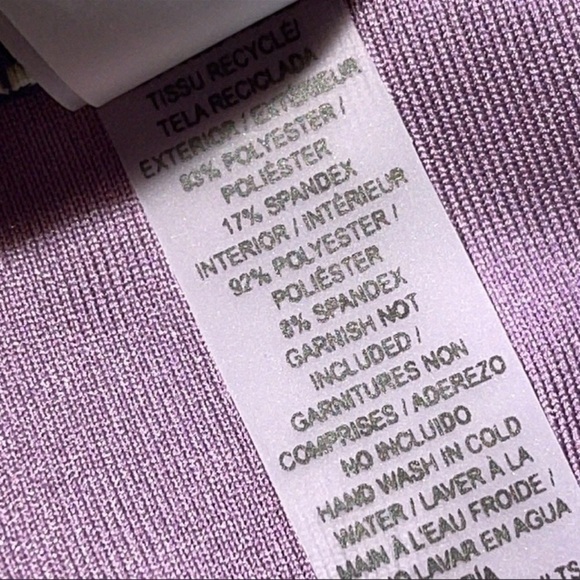 TISSU RECYCLÉ/
TELA RECICLADA
EXTERIOR / EXTÉRIEUR
83% POLYESTER /
POLIÉSTER
17% SPANDEX
INTERIOR / INTÉRIEUR
92% POLYESTER /
POLIÉSTER
8% SPANDEX
GARNISH NOT
INCLUDED /
GARNITURES NON
COMPRISES / ADEREZO
NO INCLUIDO
HAND WASH IN COLD
WATER / LAVER À LA
MAIN À L'EAU FROIDE /
LAVAR EN AGUA